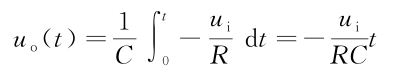 u_o(t) = \frac{1}{C} \int_0^t -\frac{u_i}{R} dt = -\frac{u_i}{RC} t